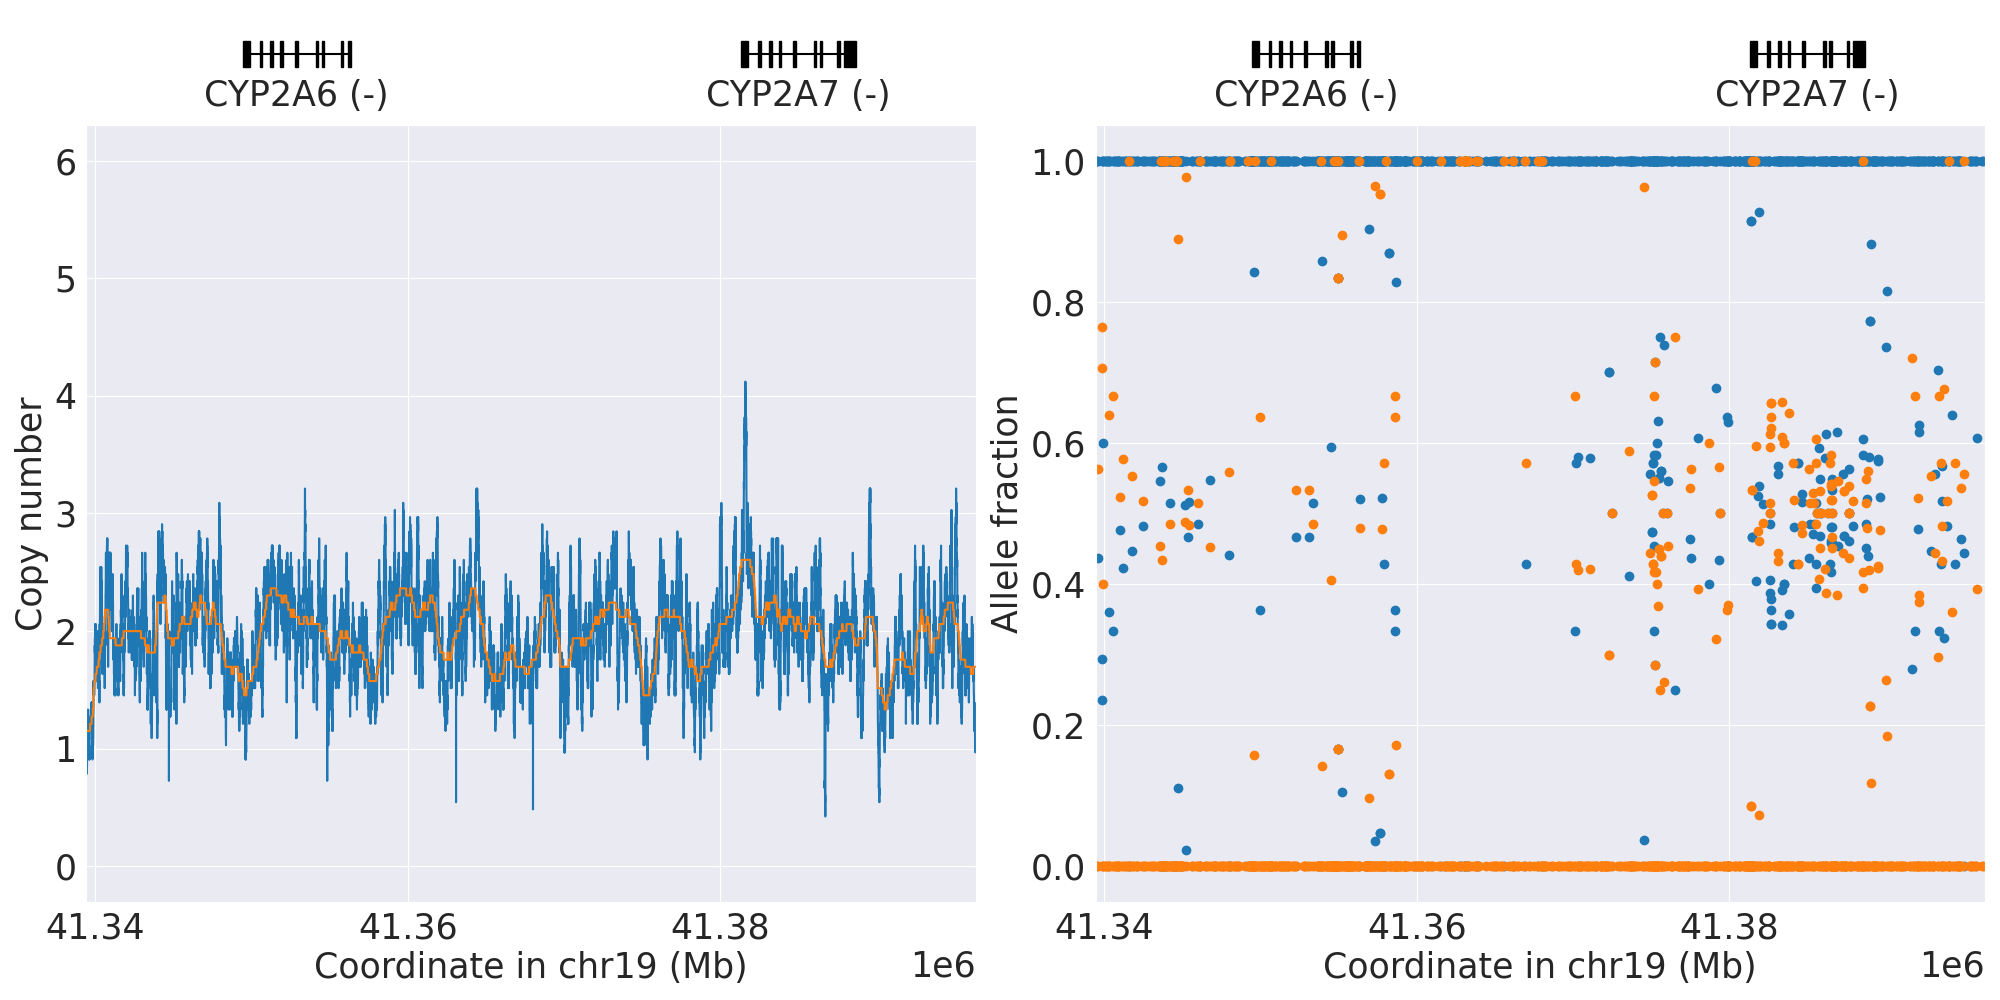 CYP2A6 (-)
CYP2A7 (-)
6
5
4
3
2
1
0
Copy number
41.34
41.36
41.38
Coordinate in chr19 (Mb)
1e6
CYP2A6 (-)
CYP2A7 (-)
1.0
0.8
0.6
0.4
0.2
0.0
Allele fraction
41.34
41.36
41.38
Coordinate in chr19 (Mb)
1e6